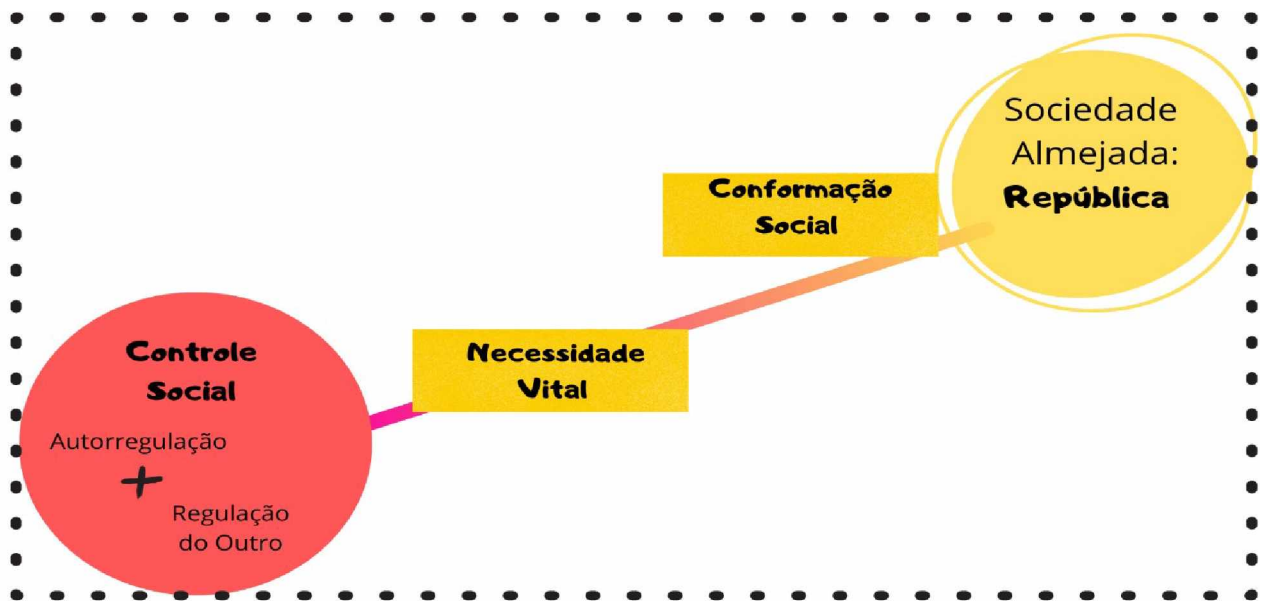 Sociedade
Almejada:
República
Conformação
Social
Necessidade
Vital
Controle
Social
Autorregulação
+
Regulação
do Outro